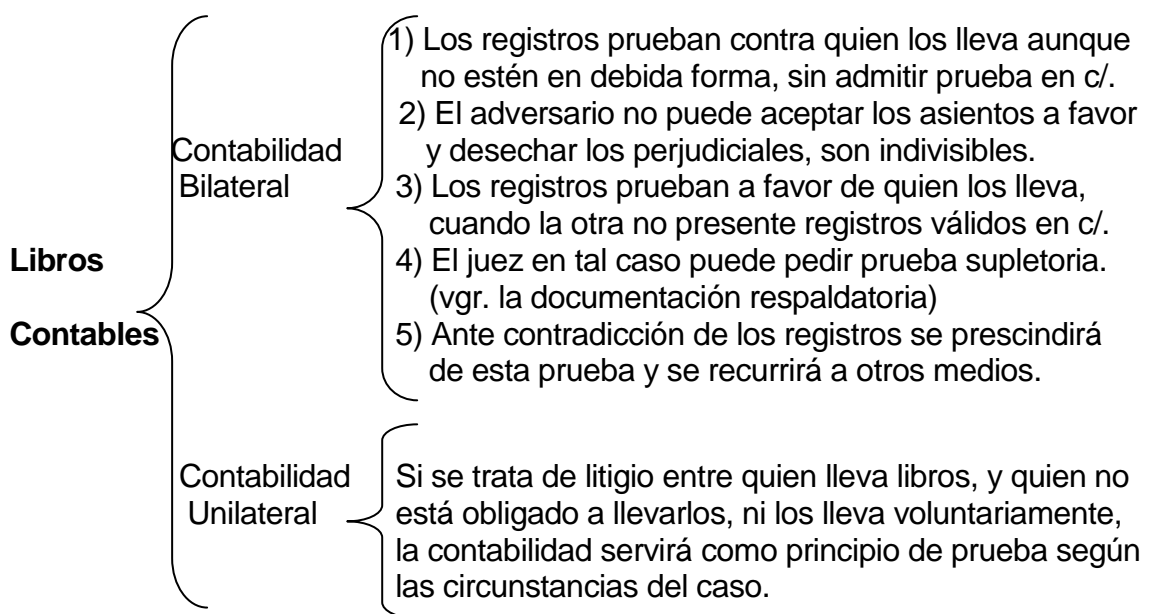 Libros
Contables
Contabilidad
Bilateral
1) Los registros prueban contra quien los lleva aunque
no estén en debida forma, sin admitir prueba en c/.
2) El adversario no puede aceptar los asientos a favor
y desechar los perjudiciales, son indivisibles.
3) Los registros prueban a favor de quien los lleva,
cuando la otra no presente registros válidos en c/.
4) El juez en tal caso puede pedir prueba supletoria.
(vgr. la documentación respaldatoria)
5) Ante contradicción de los registros se prescindirá
de esta prueba y se recurrirá a otros medios.
Contabilidad
Unilateral
Si se trata de litigio entre quien lleva libros, y quien no
está obligado a llevarlos, ni los lleva voluntariamente,
la contabilidad servirá como principio de prueba según
las circunstancias del caso.